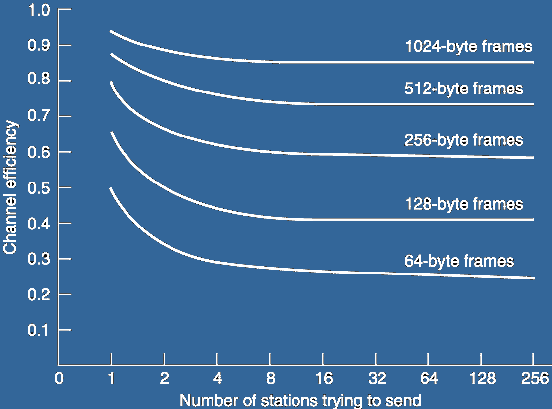 1.0
0.9
0.8
0.7
0.6
0.5
0.4
0.3
0.2
0.1
Channel efficiency
1024-byte frames
512-byte frames
256-byte frames
128-byte frames
64-byte frames
0 1 2 4 8 16 32 64 128 256
Number of stations trying to send